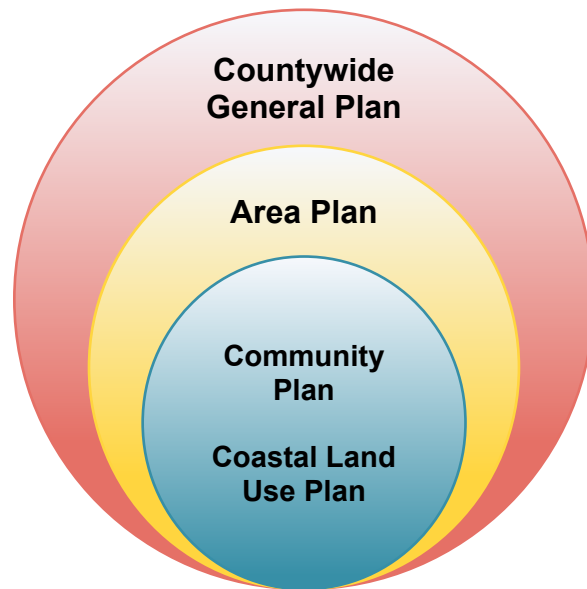 Countywide
General Plan
Area Plan
Community
Plan
Coastal Land
Use Plan